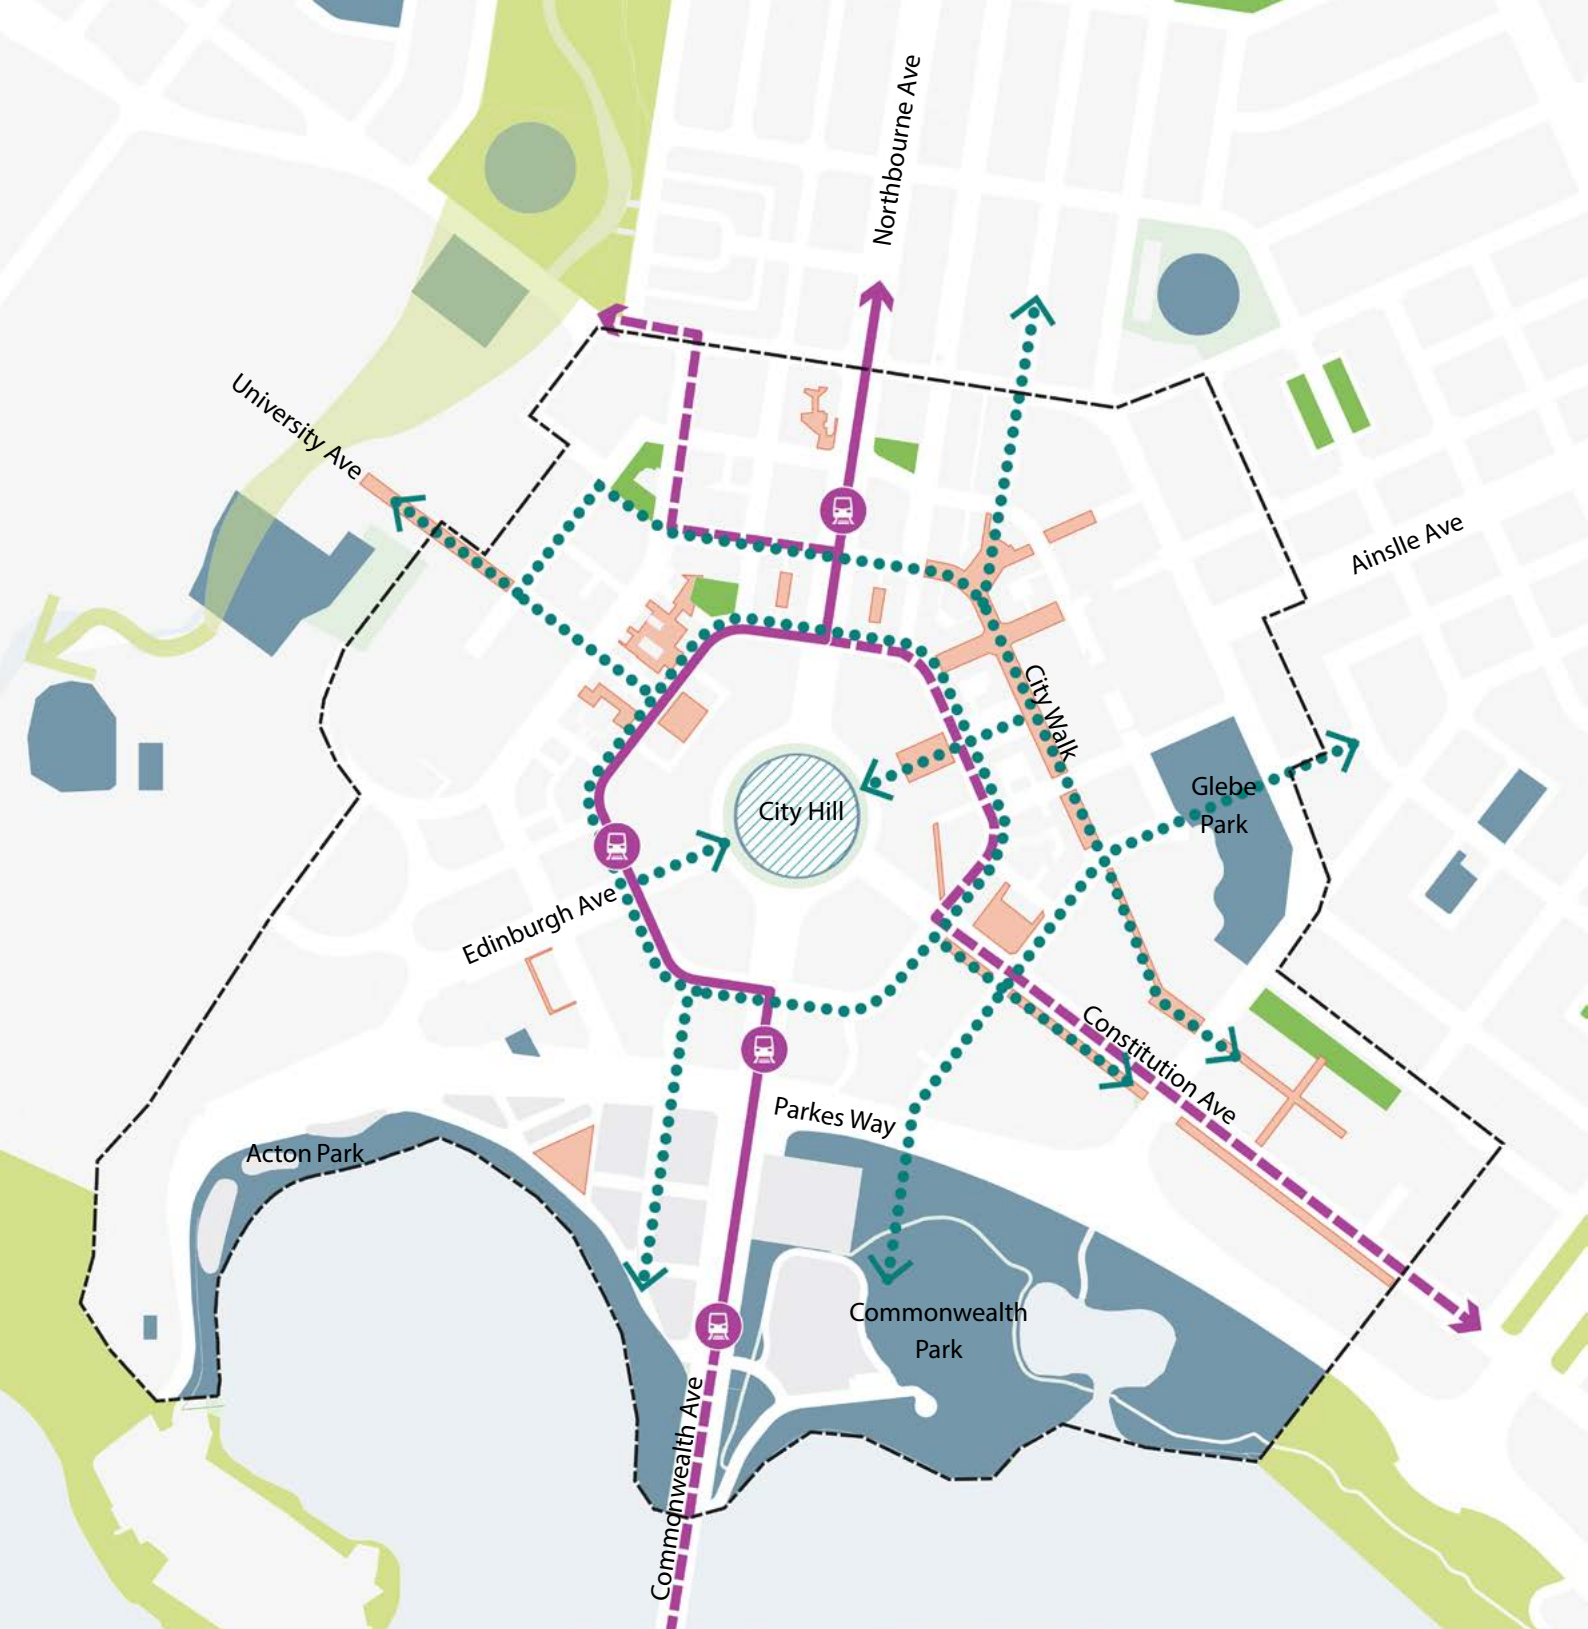 Northbourne Ave
University Ave
Ainslle Ave
City Walk
Glebe
Park
City Hill
Edinburgh Ave
Constitution Ave
Parkes Way
Acton Park
Commonwealth
Park
Commonwealth Ave